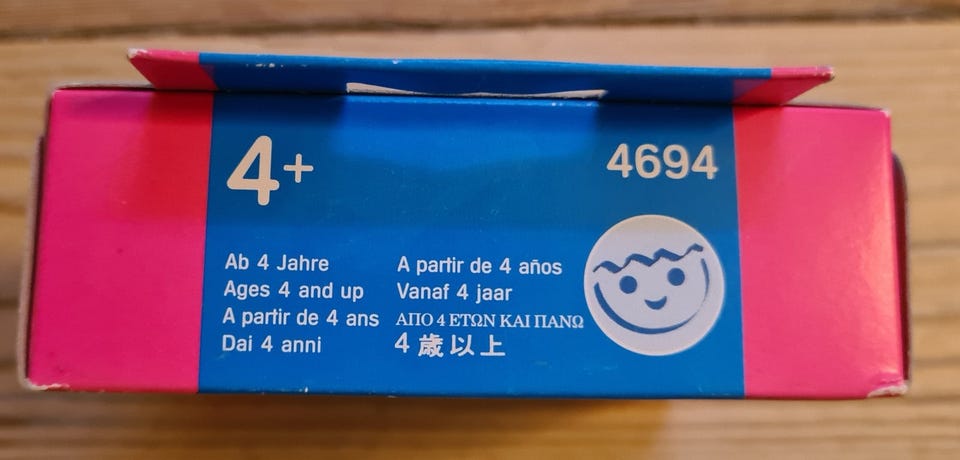 4+
4694
Ab 4 Jahre
Ages 4 and up
A partir de 4 ans
Dai 4 anni
A partir de 4 años
Vanaf 4 jaar
ΑΠΟ 4 ΕΤΩΝ ΚΑΙ ΠΑΝΩ
4 歳以上